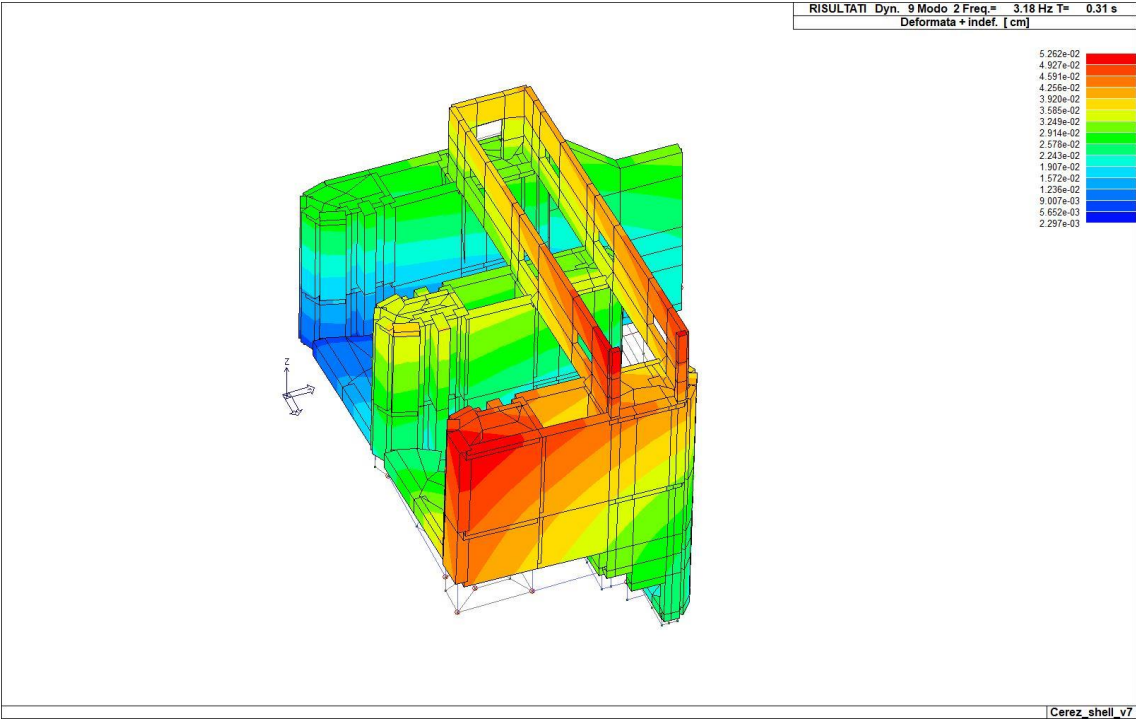 RISULTATI Dyn. 9 Modo 2 Freq.= 3.18 Hz T= 0.31 s
Deformata + indef. [ cm]
5.262e-02
4.927e-02
4.591e-02
4.256e-02
3.920e-02
3.585e-02
3.249e-02
2.914e-02
2.578e-02
2.243e-02
1.907e-02
1.572e-02
1.236e-02
9.007e-03
5.652e-03
2.297e-03
Z
Cerez_shell_v7